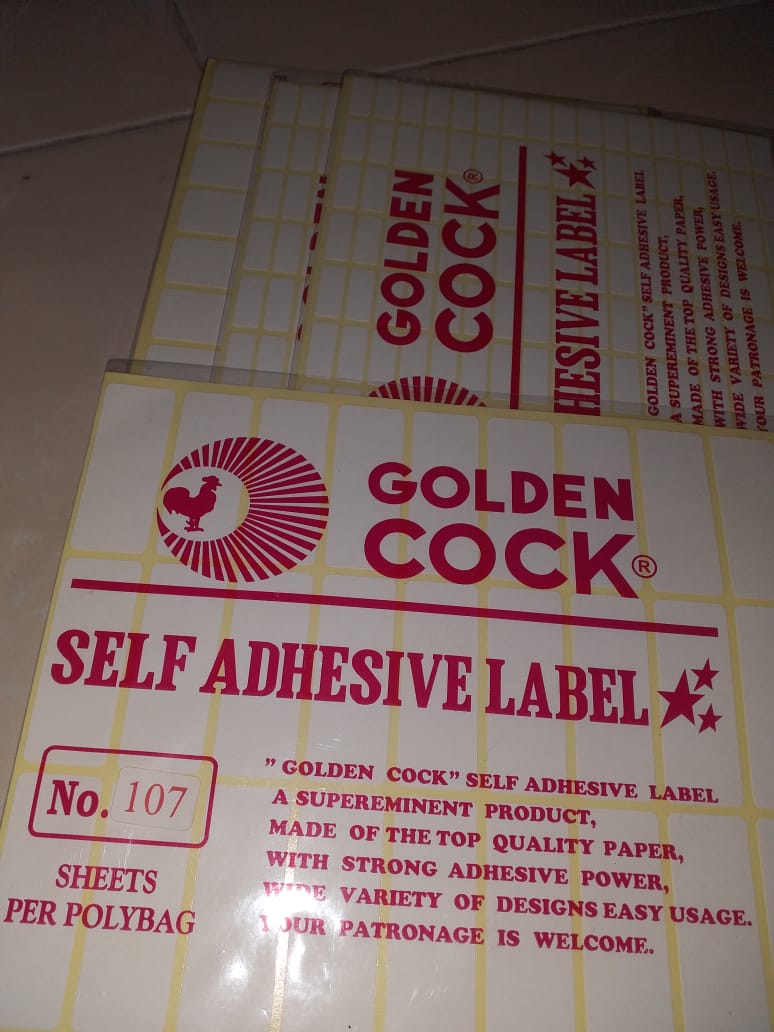 GOLDEN
COCK®
HESIVE LABEL
GOLDEN COCK" SELF ADHESIVE LABEL
A SUPEREMINENT PRODUCT,
MADE OF THE TOP QUALITY PAPER,
WITH STRONG ADHESIVE POWER,
WIDE VARIETY OF DESIGNS EASY USAGE.
YOUR PATRONAGE IS WELCOME.
GOLDEN
COCK®
SELF ADHESIVE LABEL
No. 107
SHEETS
PER POLYBAG
" GOLDEN COCK" SELF ADHESIVE LABEL
A SUPEREMINENT PRODUCT,
MADE OF THE TOP QUALITY PAPER,
WITH STRONG ADHESIVE POWER,
WIDE VARIETY OF DESIGNS EASY USAGE.
YOUR PATRONAGE IS WELCOME.